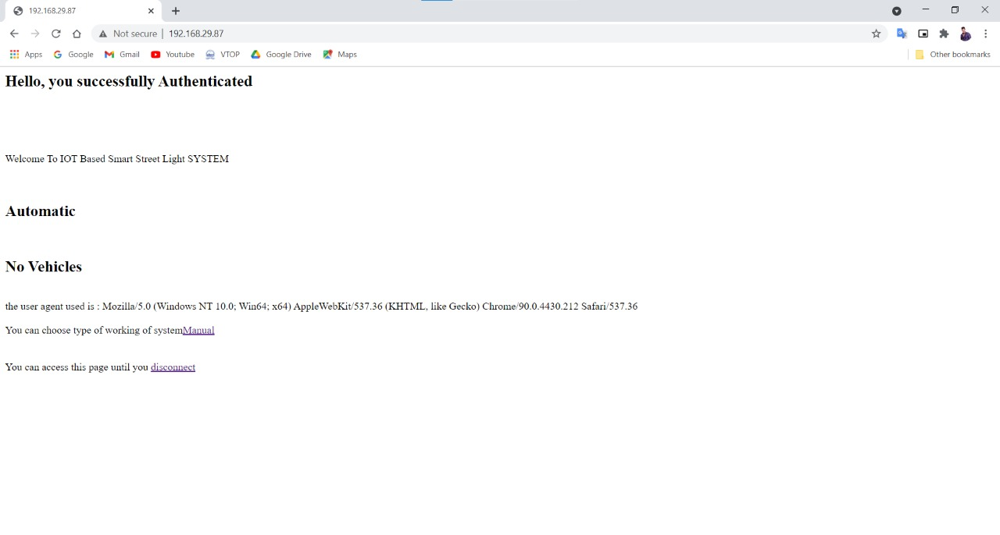 192.168.29.87
Not secure | 192.168.29.87
Apps Google Gmail Youtube VTOP Google Drive Maps Other bookmarks
Hello, you successfully Authenticated
Welcome To IOT Based Smart Street Light SYSTEM
Automatic
No Vehicles
the user agent used is : Mozilla/5.0 (Windows NT 10.0; Win64; x64) AppleWebKit/537.36 (KHTML, like Gecko) Chrome/90.0.4430.212 Safari/537.36
You can choose type of working of systemManual
You can access this page until you disconnect